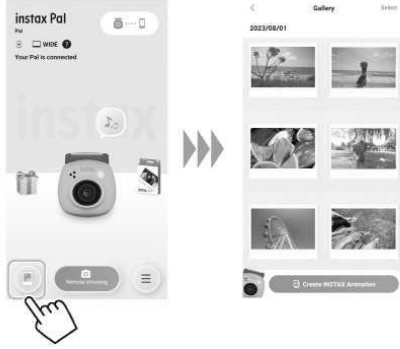 instax Pal
Pal
WIDE ?
Your Pal is connected
instax
Remote shooting
Gallery
Select
2023/08/01
Create INSTAX Animation